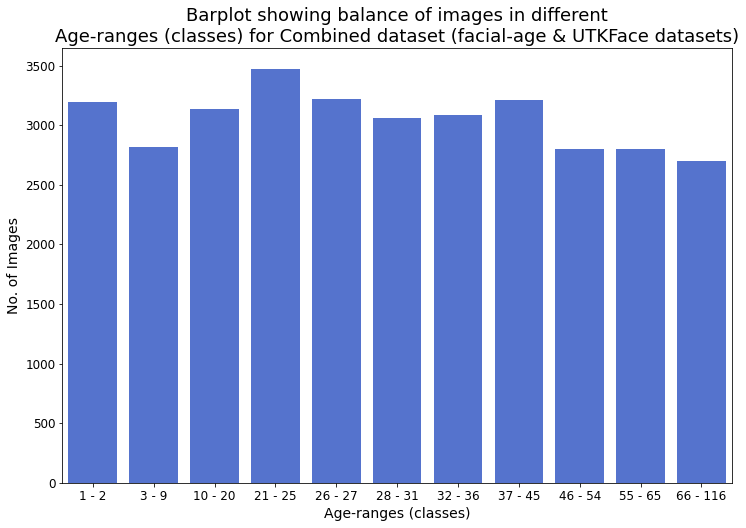 Barplot showing balance of images in different
Age-ranges (classes) for Combined dataset (facial-age & UTKFace datasets)
No. of Images
3500
3000
2500
2000
1500
1000
500
0
1 - 2 3 - 9 10 - 20 21 - 25 26 - 27 28 - 31 32 - 36 37 - 45 46 - 54 55 - 65 66 - 116
Age-ranges (classes)